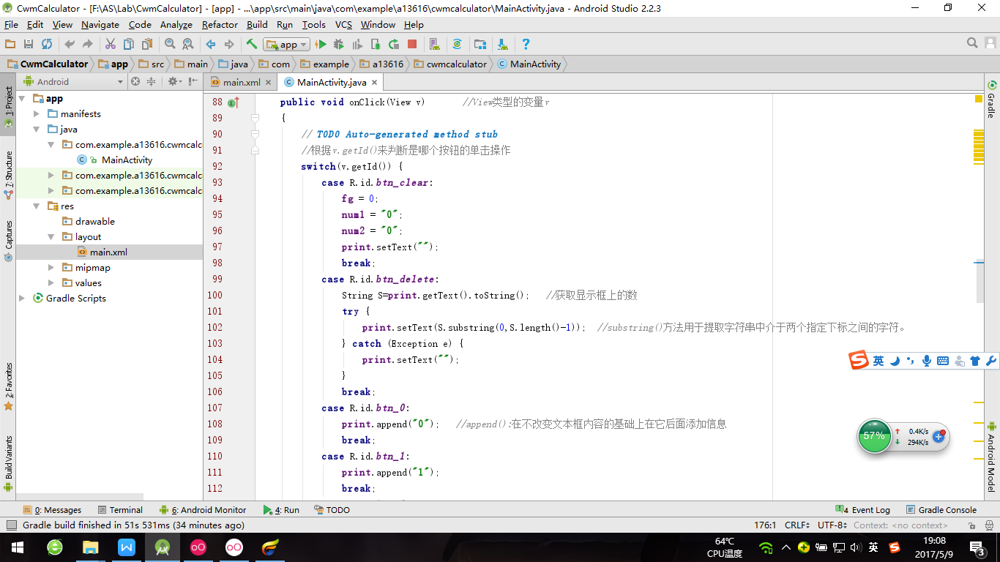 CwmCalculator - [F:\AS\Lab\CwmCalculator] - [app] - ...\app\src\main\java\com\example\a13616\cwmcalculator\MainActivity.java - Android Studio 2.2.3
File Edit View Navigate Code Analyze Refactor Build Run Tools VCS Window Help
app
CwmCalculator app src main java com example a13616 cwmcalculator MainActivity
Android
main.xml MainActivity.java
1: Project
7: Structure
Captures
2: Favorites
Build Variants
app
manifests
java
com.example.a13616.cwmcalc
MainActivity
com.example.a13616.cwmcalc
com.example.a13616.cwmcalc
res
drawable
layout
main.xml
mipmap
values
Gradle Scripts
88 public void onClick(View v) //View类型的变量v
89 {
90 // TODO Auto-generated method stub
91 //根据v.getId()来判断是哪个按钮的单击操作
92 switch(v.getId()) {
93 case R.id.btn_clear:
94 fg = 0;
95 num1 = "0";
96 num2 = "0";
97 print.setText("");
98 break;
99 case R.id.btn_delete:
100 String S=print.getText().toString(); //获取显示框上的数
101 try {
102 print.setText(S.substring(0,S.length()-1)); //substring()方法用于提取字符串中介于两个指定下标之间的字符。
103 } catch (Exception e) {
104 print.setText("");
105 }
106 break;
107 case R.id.btn_0:
108 print.append("0"); //append():在不改变文本框内容的基础上在它后面添加信息
109 break;
110 case R.id.btn_1:
111 print.append("1");
112 break;
Gradle
Android Model
英
57% 0.4K/s
294K/s
0: Messages Terminal 6: Android Monitor 4: Run TODO 4 Event Log Gradle Console
Gradle build finished in 51s 531ms (34 minutes ago) 176:1 CRLF UTF-8 Context: <no context>
64℃
CPU温度
英
19:08
2017/5/9
3